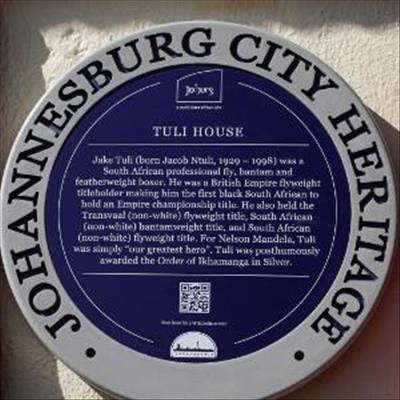 JOHANNESBURG CITY HERITAGE
Joburg
TULI HOUSE
Jake Tuli (born Jacob Ntuli, 1929 – 1998) was a
South African professional fly, bantam and
featherweight boxer. He was a British Empire flyweight
titleholder making him the first black South African to
hold an Empire championship title. He also held the
Transvaal (non-white) flyweight title, South African
(non-white) bantamweight title, and South African
(non-white) flyweight title. For Nelson Mandela, Tuli
was simply "our greatest hero". Tuli was posthumously
awarded the Order of Ikhamanga in Silver.